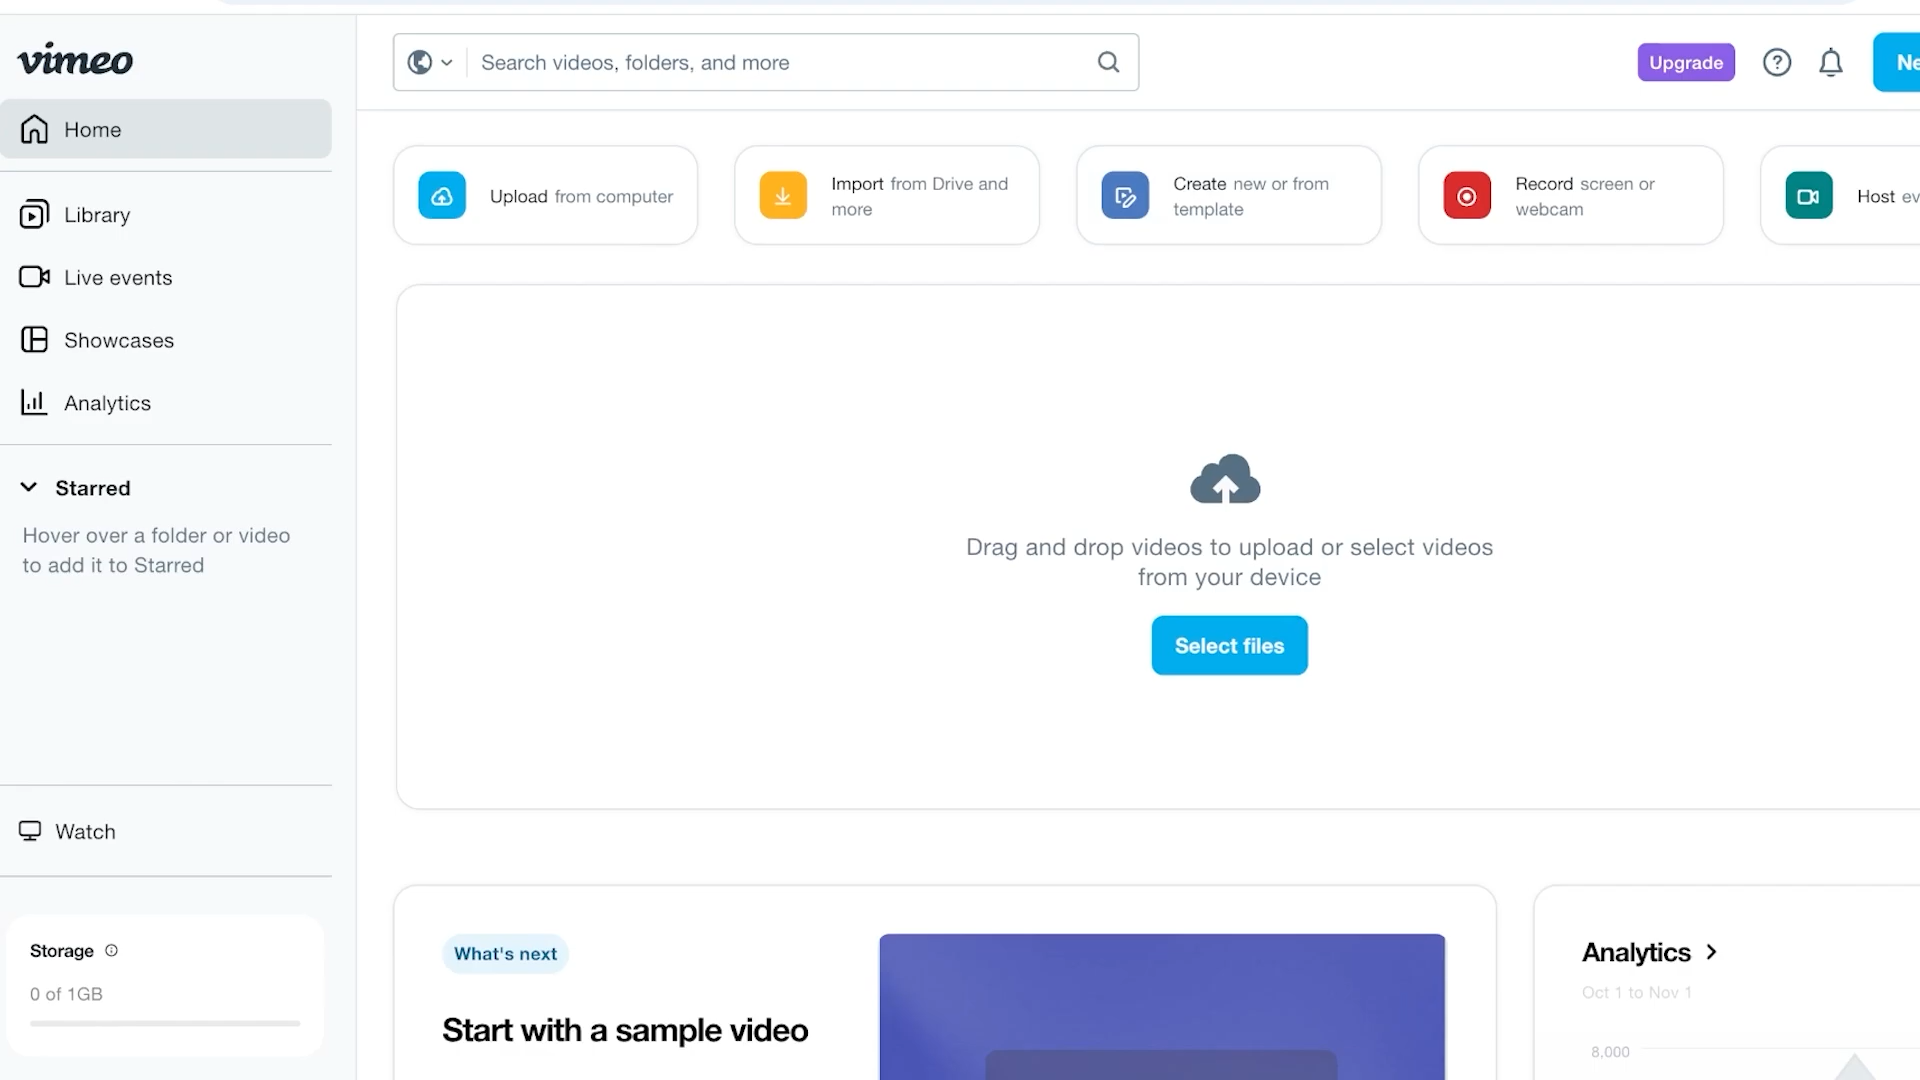 vimeo
Search videos, folders, and more
Upgrade
Ne
Home
Library
Live events
Showcases
Analytics
Starred
Hover over a folder or video
to add it to Starred
Watch
Storage
0 of 1GB
Upload from computer
Import from Drive and
more
Create new or from
template
Record screen or
webcam
Host ev
Drag and drop videos to upload or select videos
from your device
Select files
What's next
Start with a sample video
Analytics
Oct 1 to Nov 1
8,000